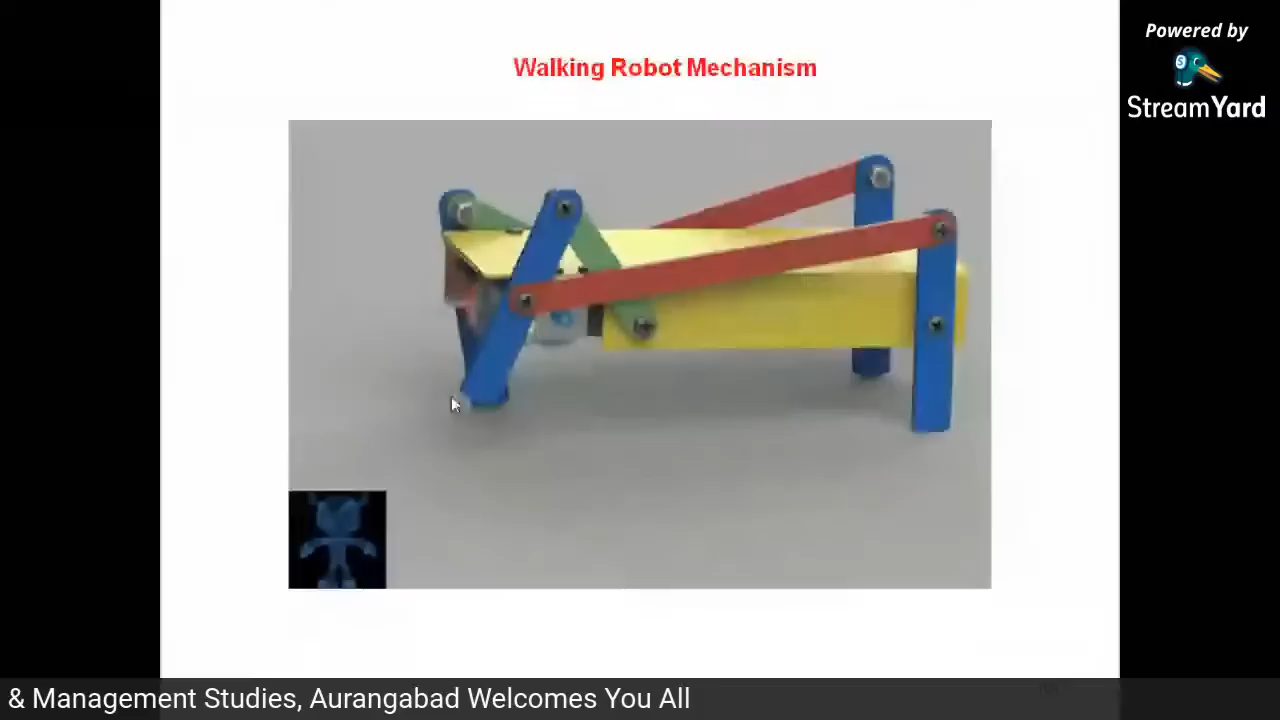 Walking Robot Mechanism
Powered by
StreamYard
& Management Studies, Aurangabad Welcomes You All